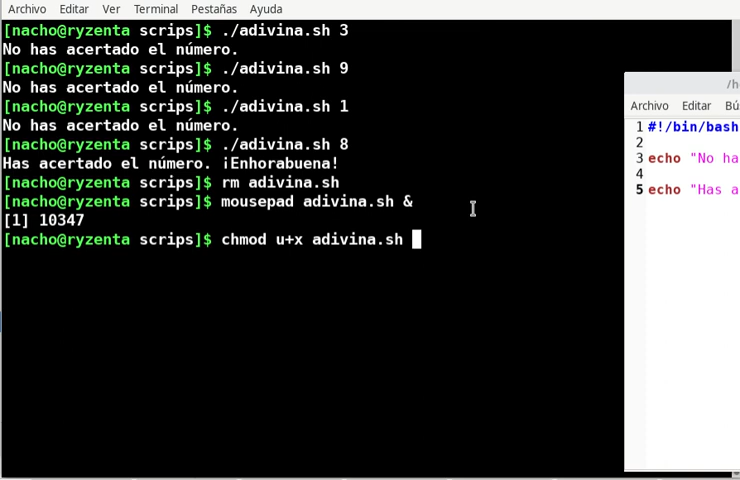 Archivo Editar Ver Terminal Pestañas Ayuda
[nacho@ryzenta scrips]$ ./adivina.sh 3
No has acertado el número.
[nacho@ryzenta scrips]$ ./adivina.sh 9
No has acertado el número.
[nacho@ryzenta scrips]$ ./adivina.sh 1
No has acertado el número.
[nacho@ryzenta scrips]$ ./adivina.sh 8
Has acertado el número. ¡Enhorabuena!
[nacho@ryzenta scrips]$ rm adivina.sh
[nacho@ryzenta scrips]$ mousepad adivina.sh &
[1] 10347
[nacho@ryzenta scrips]$ chmod u+x adivina.sh
/h
Archivo Editar Bú
1 #!/bin/bash
2
3 echo "No ha
4
5 echo "Has a